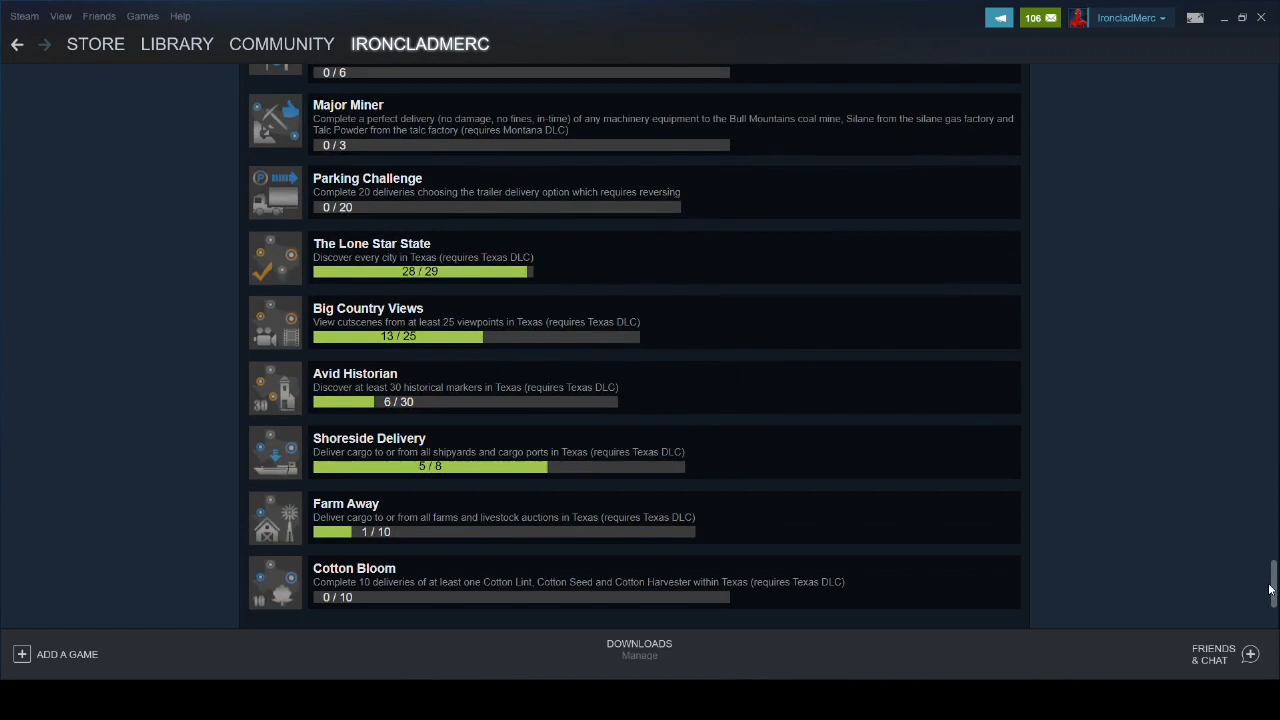 Steam View Friends Games Help
106 IroncladMerc
STORE LIBRARY COMMUNITY IRONCLADMERC
0 / 6
Major Miner
Complete a perfect delivery (no damage, no fines, in-time) of any machinery equipment to the Bull Mountains coal mine, Silane from the silane gas factory and
Talc Powder from the talc factory (requires Montana DLC)
0 / 3
P
Parking Challenge
Complete 20 deliveries choosing the trailer delivery option which requires reversing
0 / 20
The Lone Star State
Discover every city in Texas (requires Texas DLC)
28 / 29
Big Country Views
View cutscenes from at least 25 viewpoints in Texas (requires Texas DLC)
13 / 25
Avid Historian
Discover at least 30 historical markers in Texas (requires Texas DLC)
30
6 / 30
Shoreside Delivery
Deliver cargo to or from all shipyards and cargo ports in Texas (requires Texas DLC)
5 / 8
Farm Away
Deliver cargo to or from all farms and livestock auctions in Texas (requires Texas DLC)
1 / 10
Cotton Bloom
Complete 10 deliveries of at least one Cotton Lint, Cotton Seed and Cotton Harvester within Texas (requires Texas DLC)
10
0 / 10
ADD A GAME
DOWNLOADS
Manage
FRIENDS
& CHAT